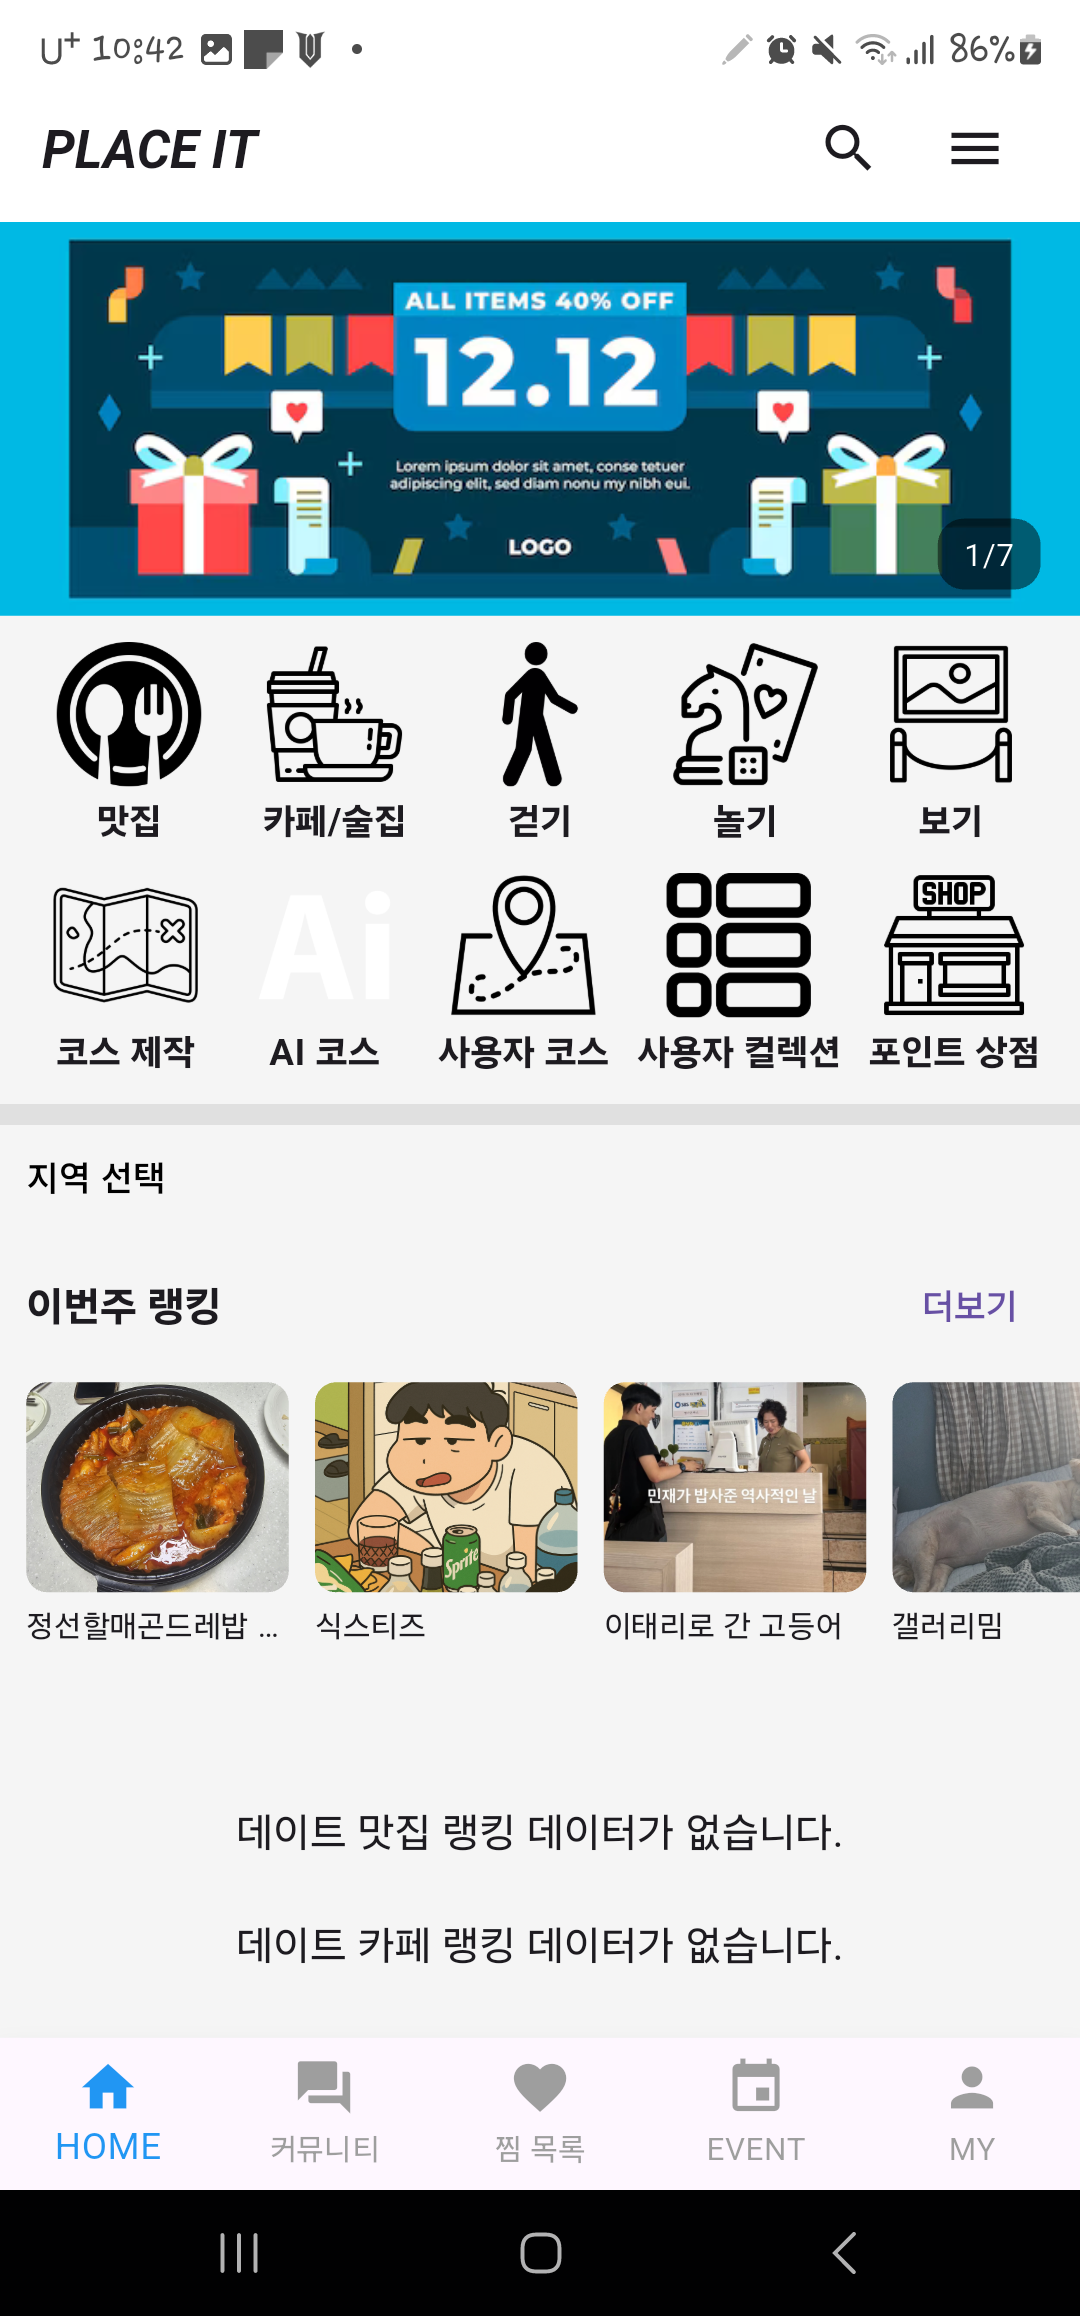 U+ 10:42 86%
PLACE IT
ALL ITEMS 40% OFF
12.12
Lorem ipsum dolor sit amet, conse tetuer
adipiscing elit, sed diam nonu my nibh eui.
LOGO
1/7
맛집 카페/술집 걷기 놀기 보기
Ai
SHOP
코스 제작 AI 코스 사용자 코스 사용자 컬렉션 포인트 상점
지역 선택
이번주 랭킹 더보기
Sprite
민재가 밥사준 역사적인 날
정선할매곤드레밥 ... 식스티즈 이태리로 간 고등어 갤러리밈
데이트 맛집 랭킹 데이터가 없습니다.
데이트 카페 랭킹 데이터가 없습니다.
HOME 커뮤니티 찜 목록 EVENT MY